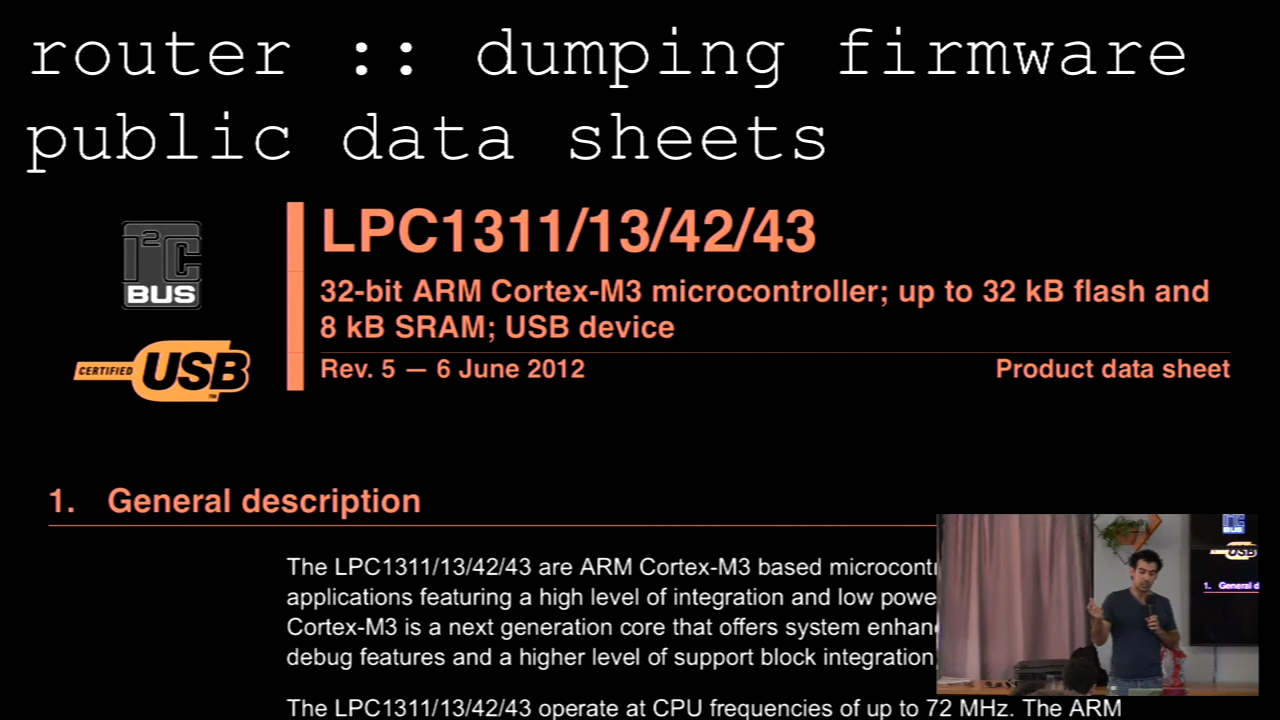 router :: dumping firmware
public data sheets
I2C
BUS
CERTIFIED USB
LPC1311/13/42/43
32-bit ARM Cortex-M3 microcontroller; up to 32 kB flash and
8 kB SRAM; USB device
Rev. 5 — 6 June 2012 Product data sheet
1. General description
The LPC1311/13/42/43 are ARM Cortex-M3 based microcont
applications featuring a high level of integration and low powe
Cortex-M3 is a next generation core that offers system enhan
debug features and a higher level of support block integration
The LPC1311/13/42/43 operate at CPU frequencies of up to 72 MHz. The ARM
BUS
USB
1. General d